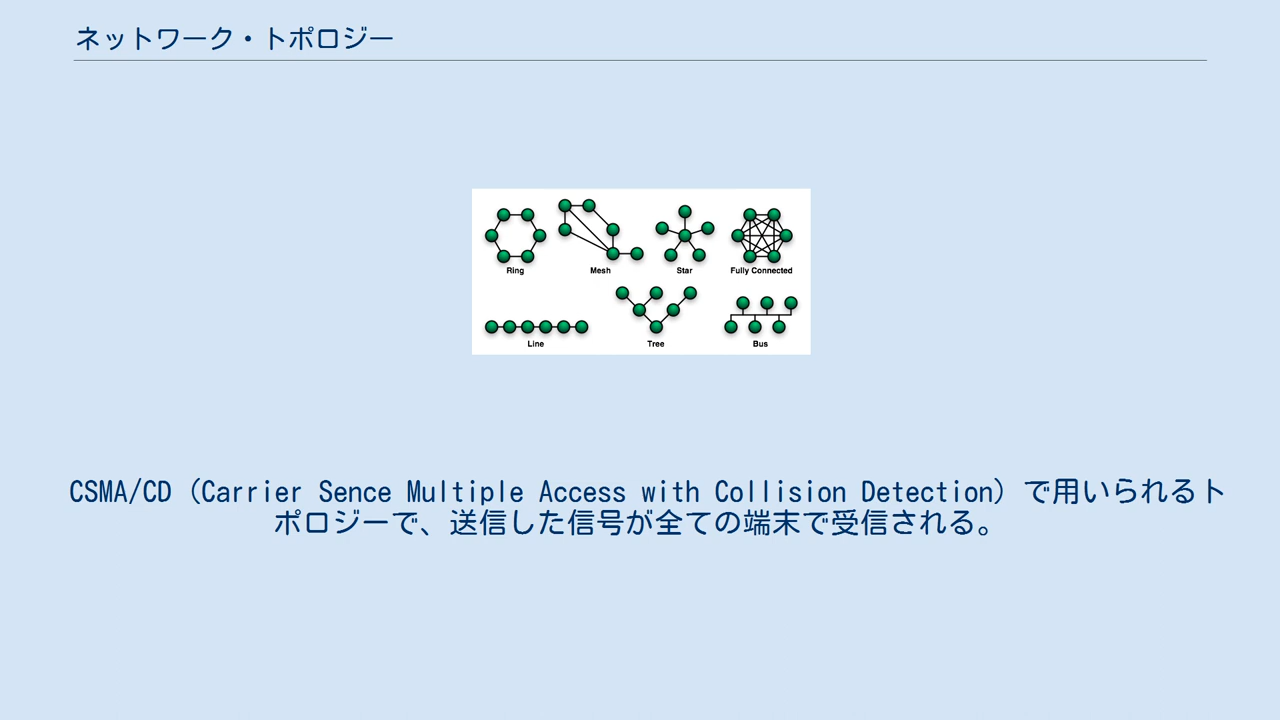 ネットワーク・トポロジー
Ring
Mesh
Star
Fully Connected
Line
Tree
Bus
CSMA/CD（Carrier Sence Multiple Access with Collision Detection）で用いられるト
ポロジーで、送信した信号が全ての端末で受信される。